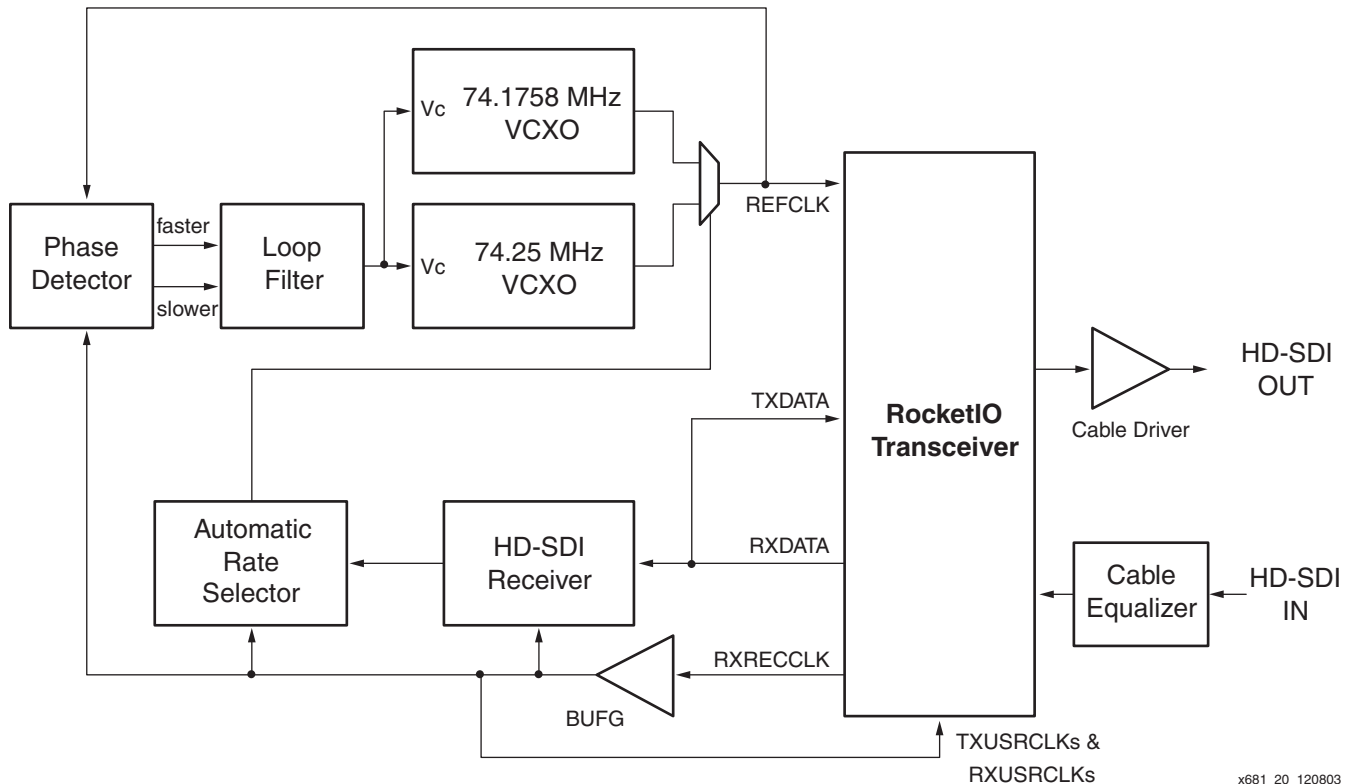 Vc
74.1758 MHz
VCXO
REFCLK
Phase
Detector
faster
slower
Loop
Filter
Vc
74.25 MHz
VCXO
RocketIO
Transceiver
HD-SDI
OUT
Cable Driver
TXDATA
Automatic
Rate
Selector
HD-SDI
Receiver
RXDATA
Cable
Equalizer
HD-SDI
IN
RXRECCLK
BUFG
TXUSRCLKs &
RXUSRCLKs
x681_20_120803